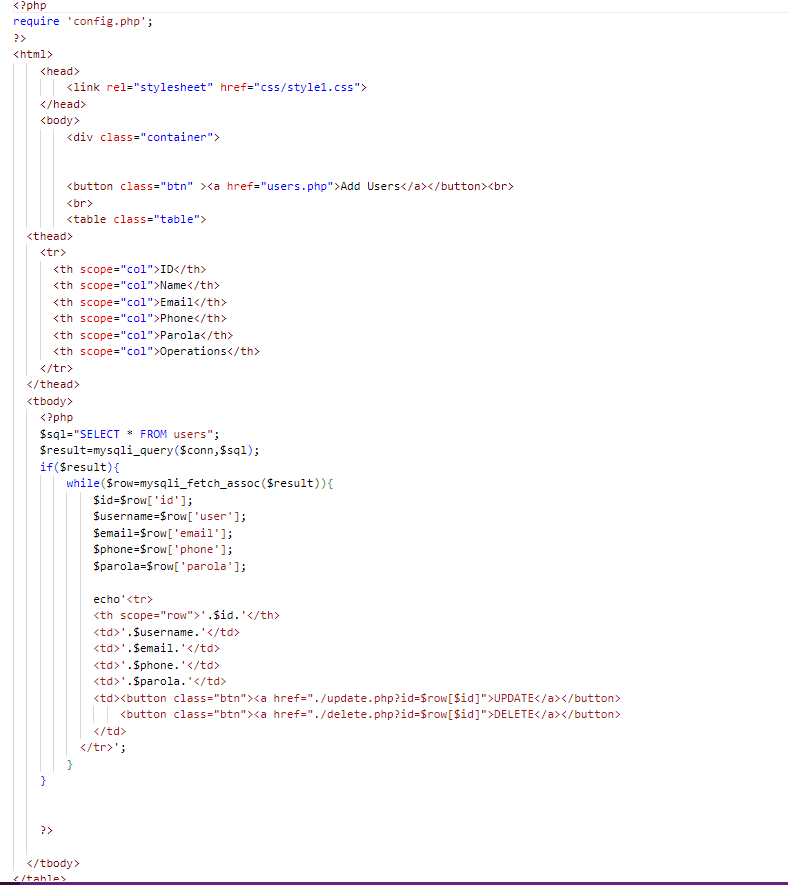 <?php
require 'config.php';
?>
<html>
<head>
<link rel="stylesheet" href="css/style1.css">
</head>
<body>
<div class="container">
<button class="btn" ><a href="users.php">Add Users</a></button><br>
<br>
<table class="table">
<thead>
<tr>
<th scope="col">ID</th>
<th scope="col">Name</th>
<th scope="col">Email</th>
<th scope="col">Phone</th>
<th scope="col">Parola</th>
<th scope="col">Operations</th>
</tr>
</thead>
<tbody>
<?php
$sql="SELECT * FROM users";
$result=mysqli_query($conn,$sql);
if($result){
while($row=mysqli_fetch_assoc($result)){
$id=$row['id'];
$username=$row['user'];
$email=$row['email'];
$phone=$row['phone'];
$parola=$row['parola'];
echo'<tr>
<th scope="row">'.$id.'</th>
<td>'.$username.'</td>
<td>'.$email.'</td>
<td>'.$phone.'</td>
<td>'.$parola.'</td>
<td><button class="btn"><a href="./update.php?id=$row[$id]">UPDATE</a></button>
<button class="btn"><a href="./delete.php?id=$row[$id]">DELETE</a></button>
</td>
</tr>';
}
}
?>
</tbody>
</table>